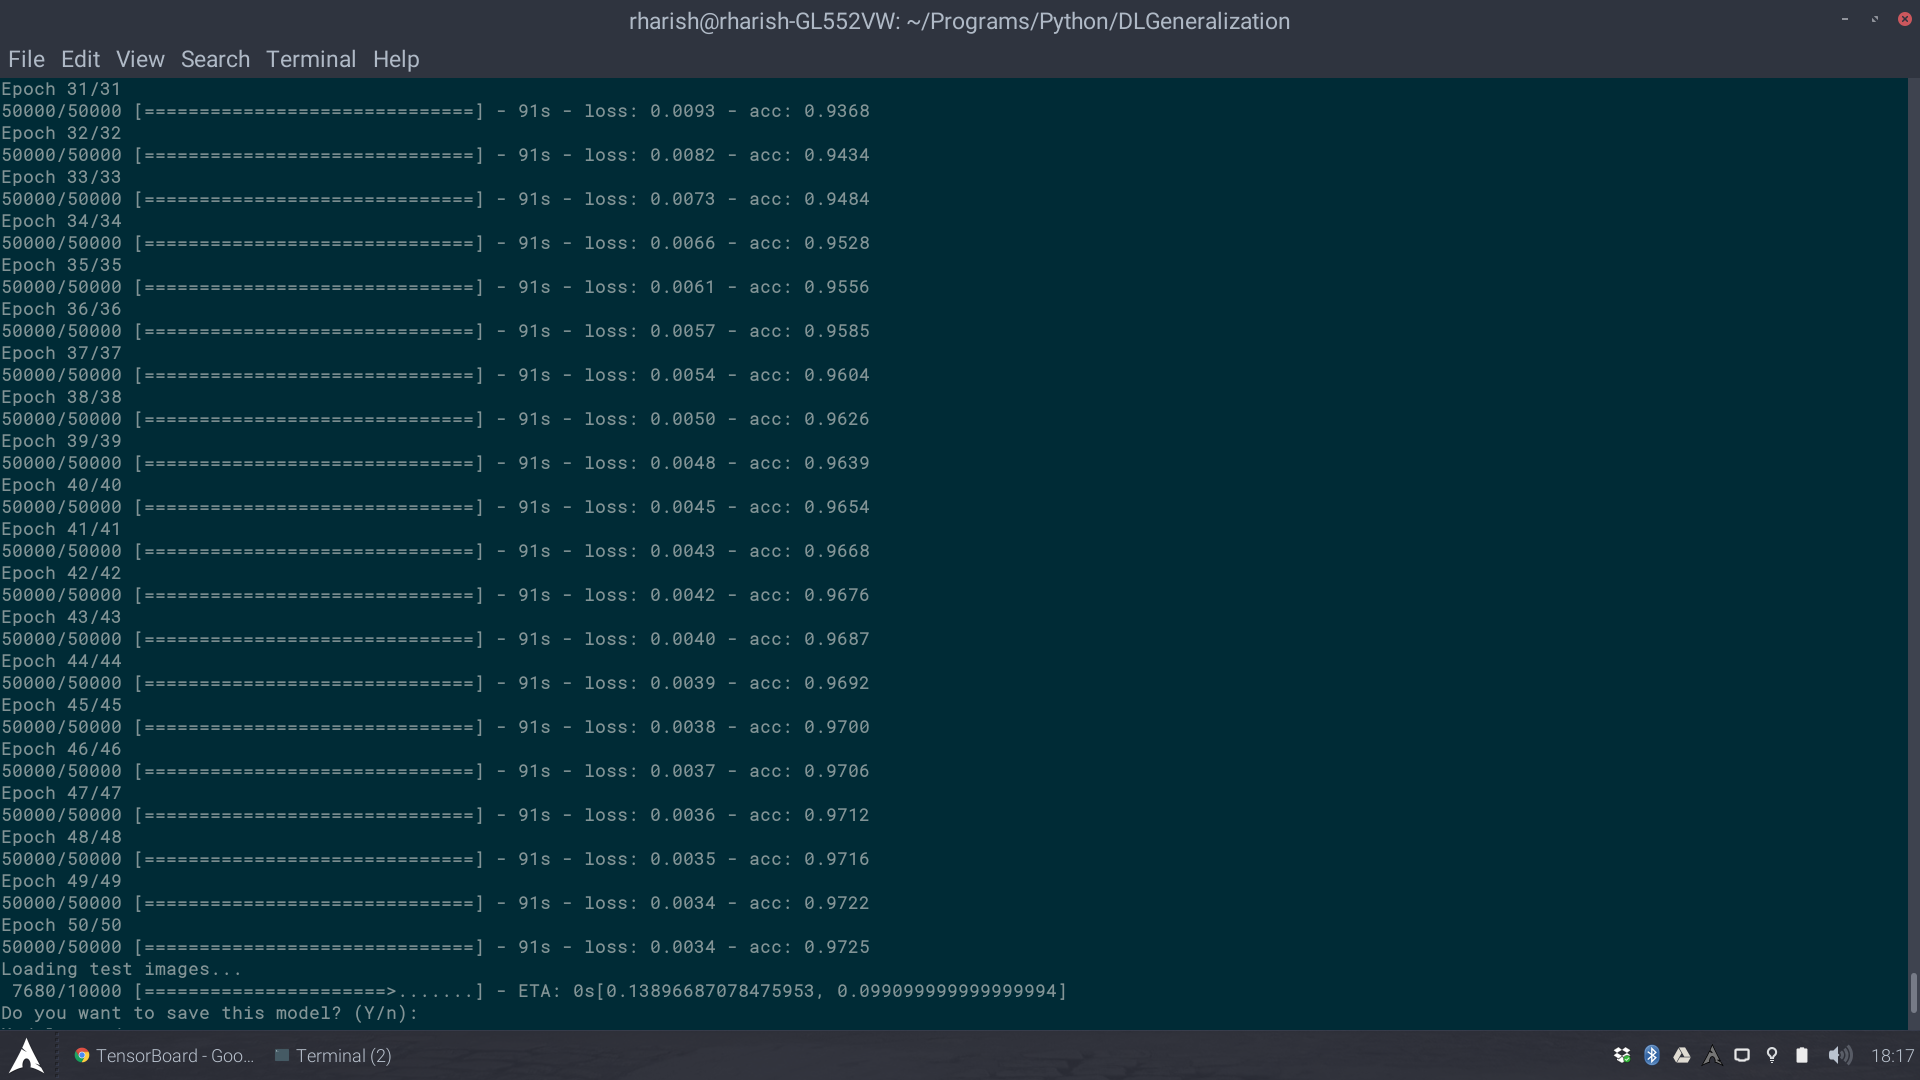 rharish@rharish-GL552VW: ~/Programs/Python/DLGeneralization
File Edit View Search Terminal Help
Epoch 31/31
50000/50000 [==============================] - 91s - loss: 0.0093 - acc: 0.9368
Epoch 32/32
50000/50000 [==============================] - 91s - loss: 0.0082 - acc: 0.9434
Epoch 33/33
50000/50000 [==============================] - 91s - loss: 0.0073 - acc: 0.9484
Epoch 34/34
50000/50000 [==============================] - 91s - loss: 0.0066 - acc: 0.9528
Epoch 35/35
50000/50000 [==============================] - 91s - loss: 0.0061 - acc: 0.9556
Epoch 36/36
50000/50000 [==============================] - 91s - loss: 0.0057 - acc: 0.9585
Epoch 37/37
50000/50000 [==============================] - 91s - loss: 0.0054 - acc: 0.9604
Epoch 38/38
50000/50000 [==============================] - 91s - loss: 0.0050 - acc: 0.9626
Epoch 39/39
50000/50000 [==============================] - 91s - loss: 0.0048 - acc: 0.9639
Epoch 40/40
50000/50000 [==============================] - 91s - loss: 0.0045 - acc: 0.9654
Epoch 41/41
50000/50000 [==============================] - 91s - loss: 0.0043 - acc: 0.9668
Epoch 42/42
50000/50000 [==============================] - 91s - loss: 0.0042 - acc: 0.9676
Epoch 43/43
50000/50000 [==============================] - 91s - loss: 0.0040 - acc: 0.9687
Epoch 44/44
50000/50000 [==============================] - 91s - loss: 0.0039 - acc: 0.9692
Epoch 45/45
50000/50000 [==============================] - 91s - loss: 0.0038 - acc: 0.9700
Epoch 46/46
50000/50000 [==============================] - 91s - loss: 0.0037 - acc: 0.9706
Epoch 47/47
50000/50000 [==============================] - 91s - loss: 0.0036 - acc: 0.9712
Epoch 48/48
50000/50000 [==============================] - 91s - loss: 0.0035 - acc: 0.9716
Epoch 49/49
50000/50000 [==============================] - 91s - loss: 0.0034 - acc: 0.9722
Epoch 50/50
50000/50000 [==============================] - 91s - loss: 0.0034 - acc: 0.9725
Loading test images...
 7680/10000 [======================>.......] - ETA: 0s[0.13896687078475953, 0.099099999999999994]
Do you want to save this model? (Y/n):
TensorBoard - Goo... Terminal (2) 18:17